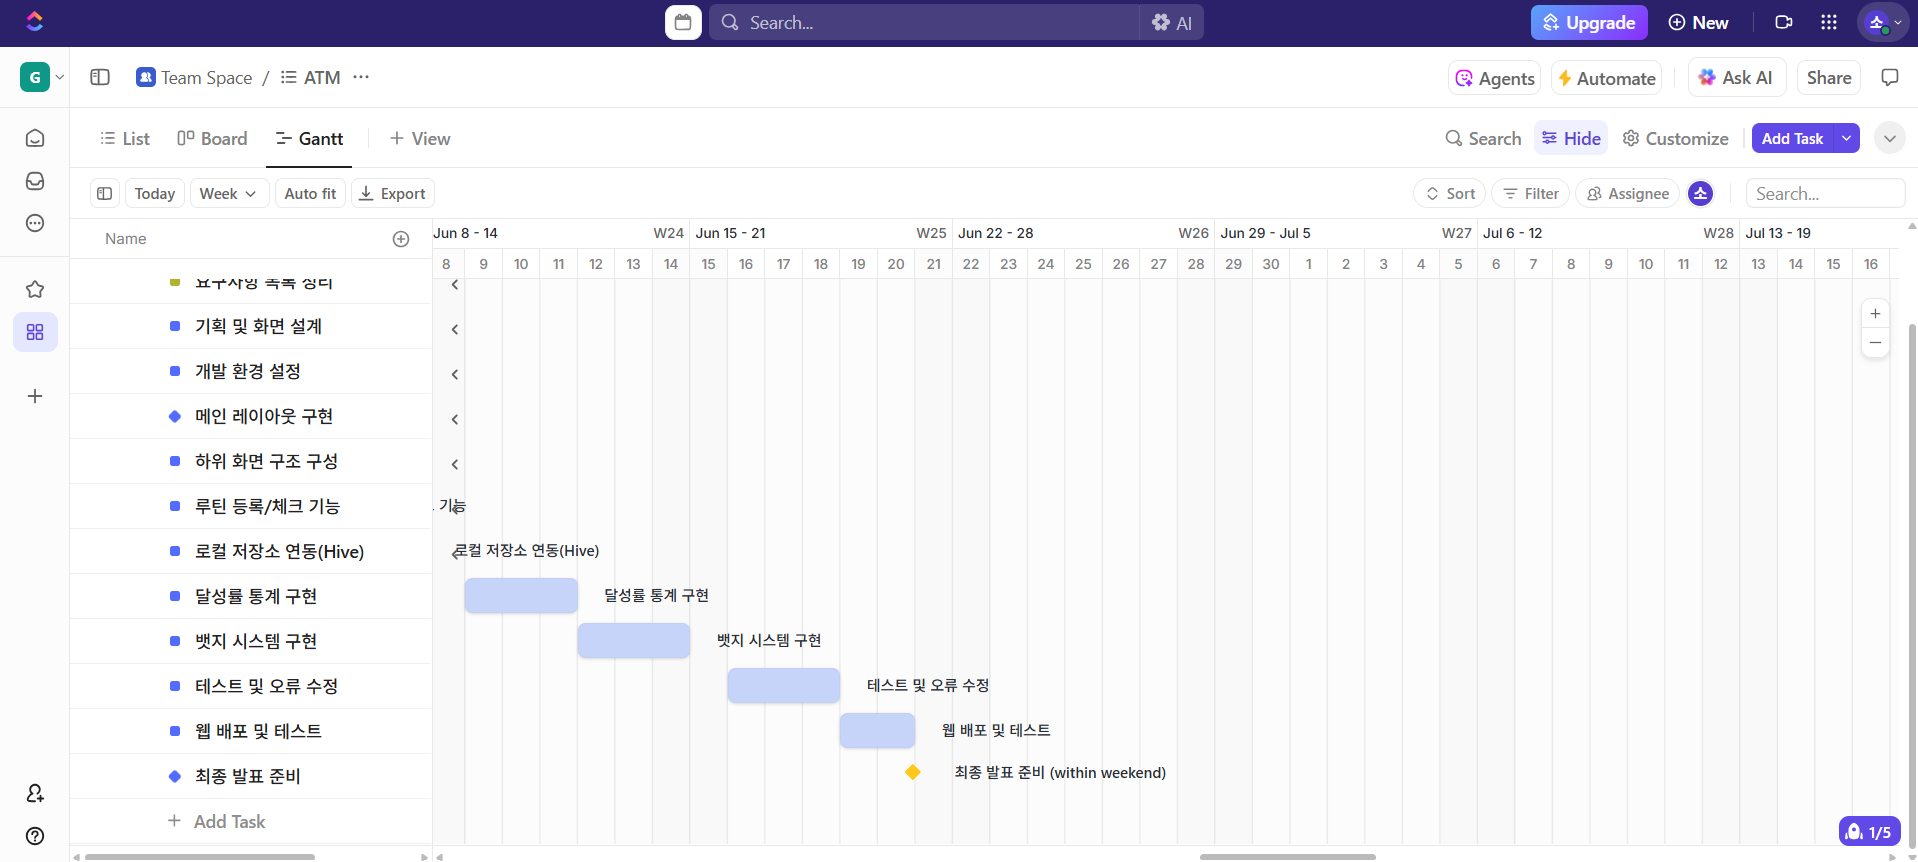 Search...
AI
Upgrade
New
소
G
Team Space / ATM ...
Agents
Automate
Ask AI
Share
List
Board
Gantt
+ View
Search
Hide
Customize
Add Task
Today
Week
Auto fit
Export
Sort
Filter
Assignee
소
Search...
Name
Jun 8 - 14 W24 Jun 15 - 21 W25 Jun 22 - 28 W26 Jun 29 - Jul 5 W27 Jul 6 - 12 W28 Jul 13 - 19
8 9 10 11 12 13 14 15 16 17 18 19 20 21 22 23 24 25 26 27 28 29 30 1 2 3 4 5 6 7 8 9 10 11 12 13 14 15 16
요구사항 목록 정리
기획 및 화면 설계
개발 환경 설정
메인 레이아웃 구현
하위 화면 구조 구성
루틴 등록/체크 기능
기능
로컬 저장소 연동(Hive)
로컬 저장소 연동(Hive)
달성률 통계 구현
달성률 통계 구현
뱃지 시스템 구현
뱃지 시스템 구현
테스트 및 오류 수정
테스트 및 오류 수정
웹 배포 및 테스트
웹 배포 및 테스트
최종 발표 준비
최종 발표 준비 (within weekend)
+ Add Task
1/5